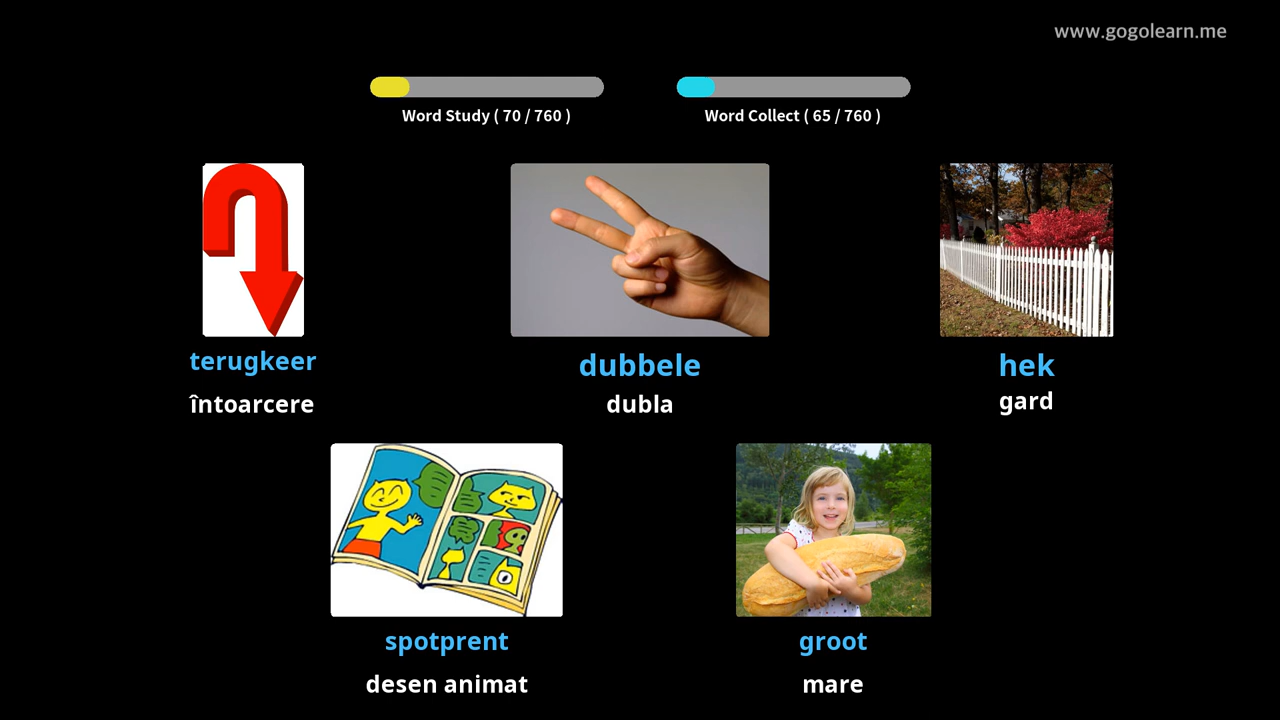 www.gogolearn.me
Word Study ( 70 / 760 )
Word Collect ( 65 / 760 )
terugkeer
întoarcere
dubbele
dubla
hek
gard
spotprent
desen animat
groot
mare